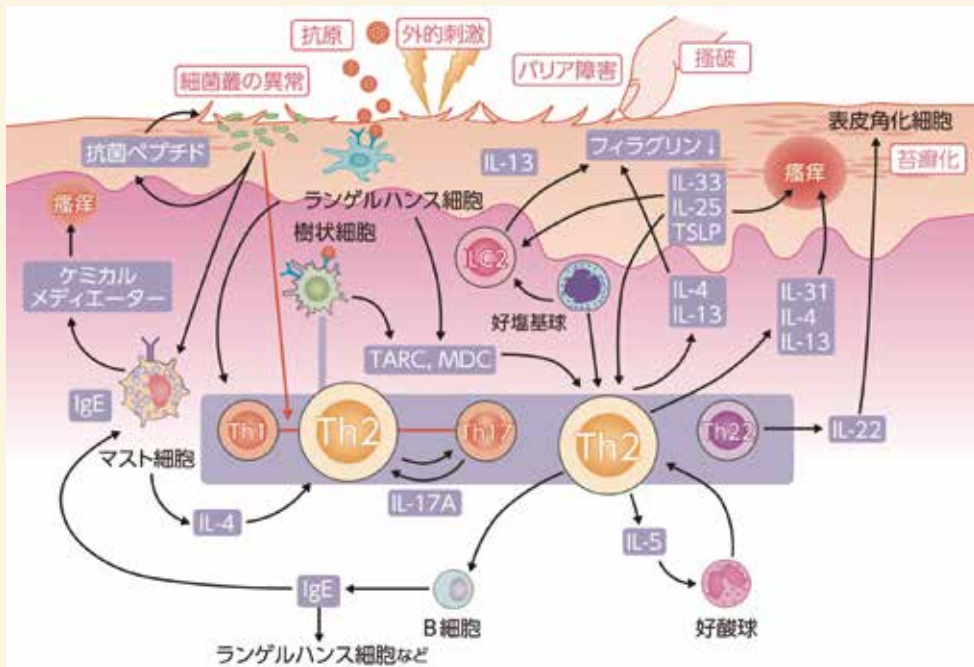 抗原
外的刺激
搔破
バリア障害
細菌叢の異常
表皮角化細胞
抗菌ペプチド
IL-13
フィラグリン↓
苔癬化
瘙痒
IL-33
IL-25
TSLP
瘙痒
ランゲルハンス細胞
樹状細胞
ILC2
ケミカル
メディエーター
好塩基球
IL-4
IL-13
IL-31
IL-4
IL-13
TARC, MDC
IgE
Th1
Th2
Th17
Th2
Th22
IL-22
マスト細胞
IL-17A
IL-4
IL-5
IgE
B細胞
好酸球
ランゲルハンス細胞など